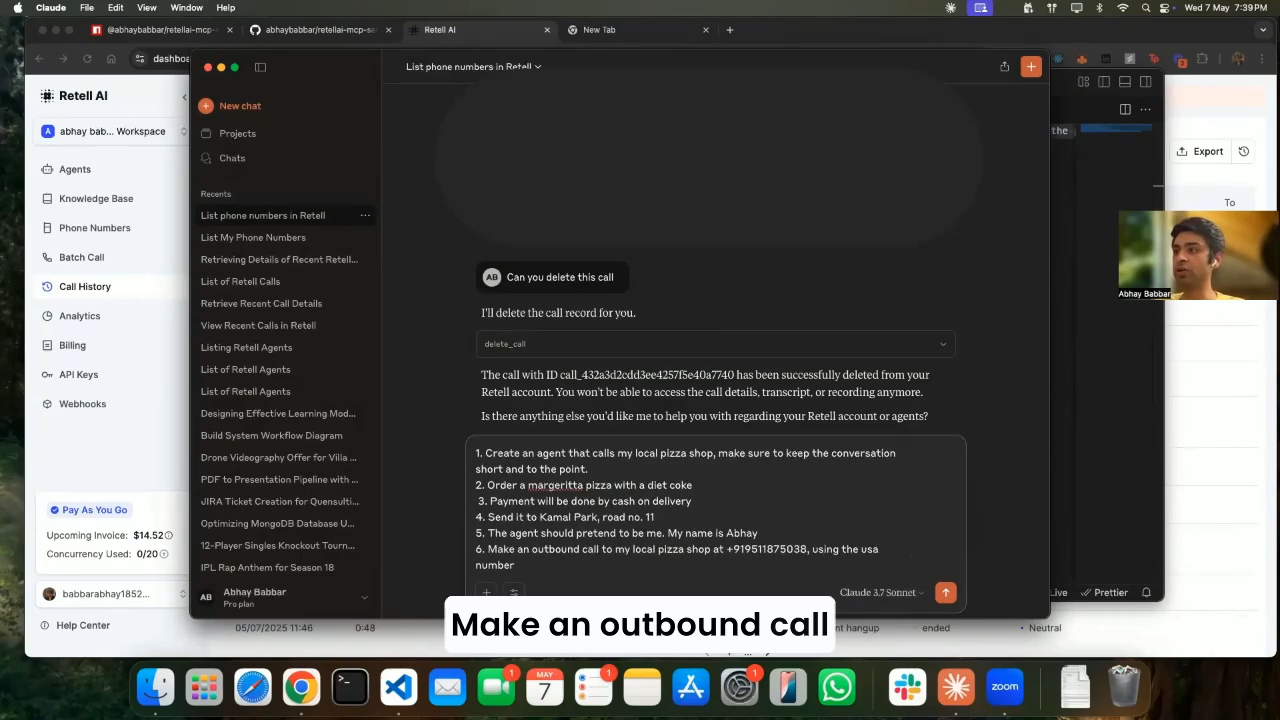 Claude File Edit View Window Help
Wed 7 May 7:39 PM
@abhaybabbar/retellai-mcp-
abhaybabbar/retellai-mcp-se
Retell AI
New Tab
dashboa
Retell AI
abhay bab... Workspace
Agents
Knowledge Base
Phone Numbers
Batch Call
Call History
Analytics
Billing
API Keys
Webhooks
Pay As You Go
Upcoming Invoice: $14.52
Concurrency Used: 0/20
babbarabhay1852...
Help Center
New chat
Projects
Chats
Recents
List phone numbers in Retell
List My Phone Numbers
Retrieving Details of Recent Retell...
List of Retell Calls
Retrieve Recent Call Details
View Recent Calls in Retell
Listing Retell Agents
List of Retell Agents
List of Retell Agents
Designing Effective Learning Mod...
Build System Workflow Diagram
Drone Videography Offer for Villa ...
PDF to Presentation Pipeline with ...
JIRA Ticket Creation for Quensulti...
Optimizing MongoDB Database U...
12-Player Singles Knockout Tourn...
IPL Rap Anthem for Season 18
AB
Abhay Babbar
Pro plan
List phone numbers in Retell
AB Can you delete this call
I'll delete the call record for you.
delete_call
The call with ID call_432a3d2cdd3ee4257f5e40a7740 has been successfully deleted from your
Retell account. You won't be able to access the call details, transcript, or recording anymore.
Is there anything else you'd like me to help you with regarding your Retell account or agents?
1. Create an agent that calls my local pizza shop, make sure to keep the conversation
short and to the point.
2. Order a margeritta pizza with a diet coke
3. Payment will be done by cash on delivery
4. Send it to Kamal Park, road no. 11
5. The agent should pretend to be me. My name is Abhay
6. Make an outbound call to my local pizza shop at +919511875038, using the usa
number
Claude 3.7 Sonnet
the
Export
To
Abhay Babbar
Live
Prettier
05/07/2025 11:46
0:48
nt hangup
ended
Neutral
Make an outbound call
1
MAY
7
1
1
zoom